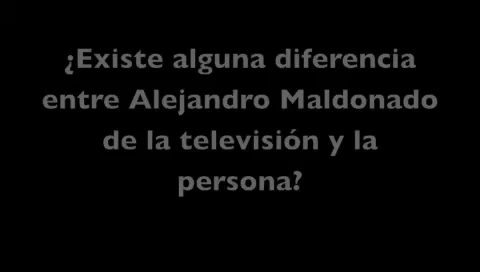 ¿Existe alguna diferencia
entre Alejandro Maldonado
de la televisión y la
persona?